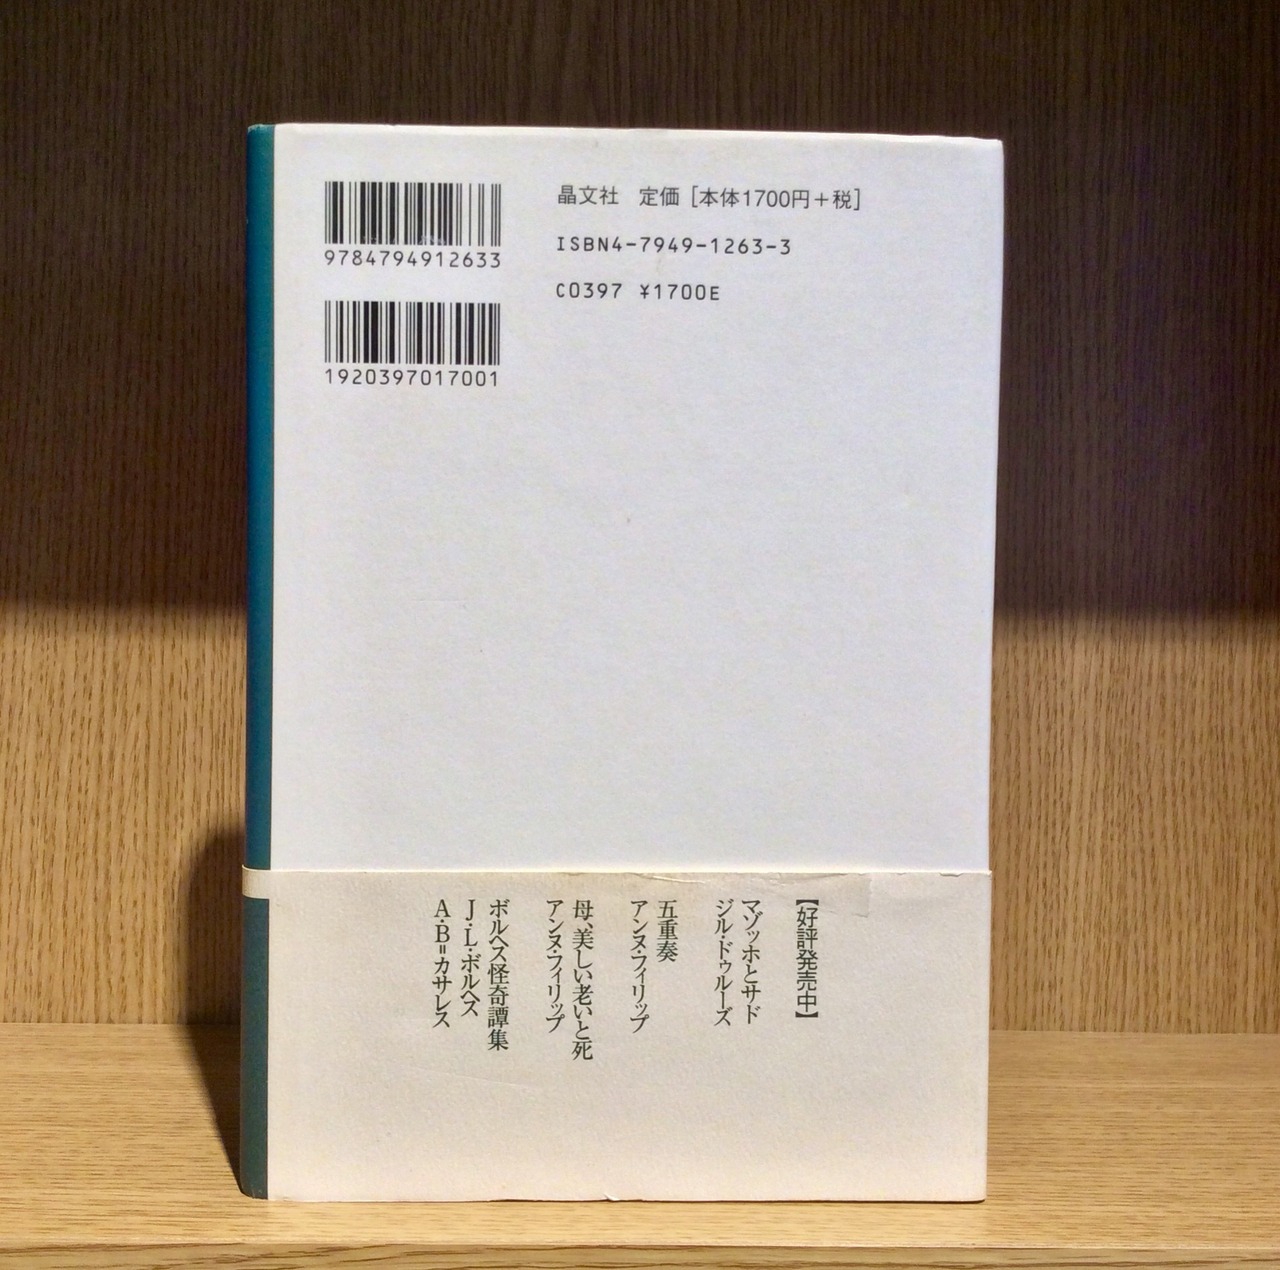 9784794912633
1920397017001
晶文社 定価[本体1700円+税]
ISBN4-7949-1263-3
C0397 ¥1700E
【好評発売中】
マゾッホとサド
ジル・ドゥルーズ
五重奏
アンヌ・フィリップ
母、美しい老いと死
アンヌ・フィリップ
ボルヘス怪奇譚集
J・L・ボルヘス
A・B=カサレス